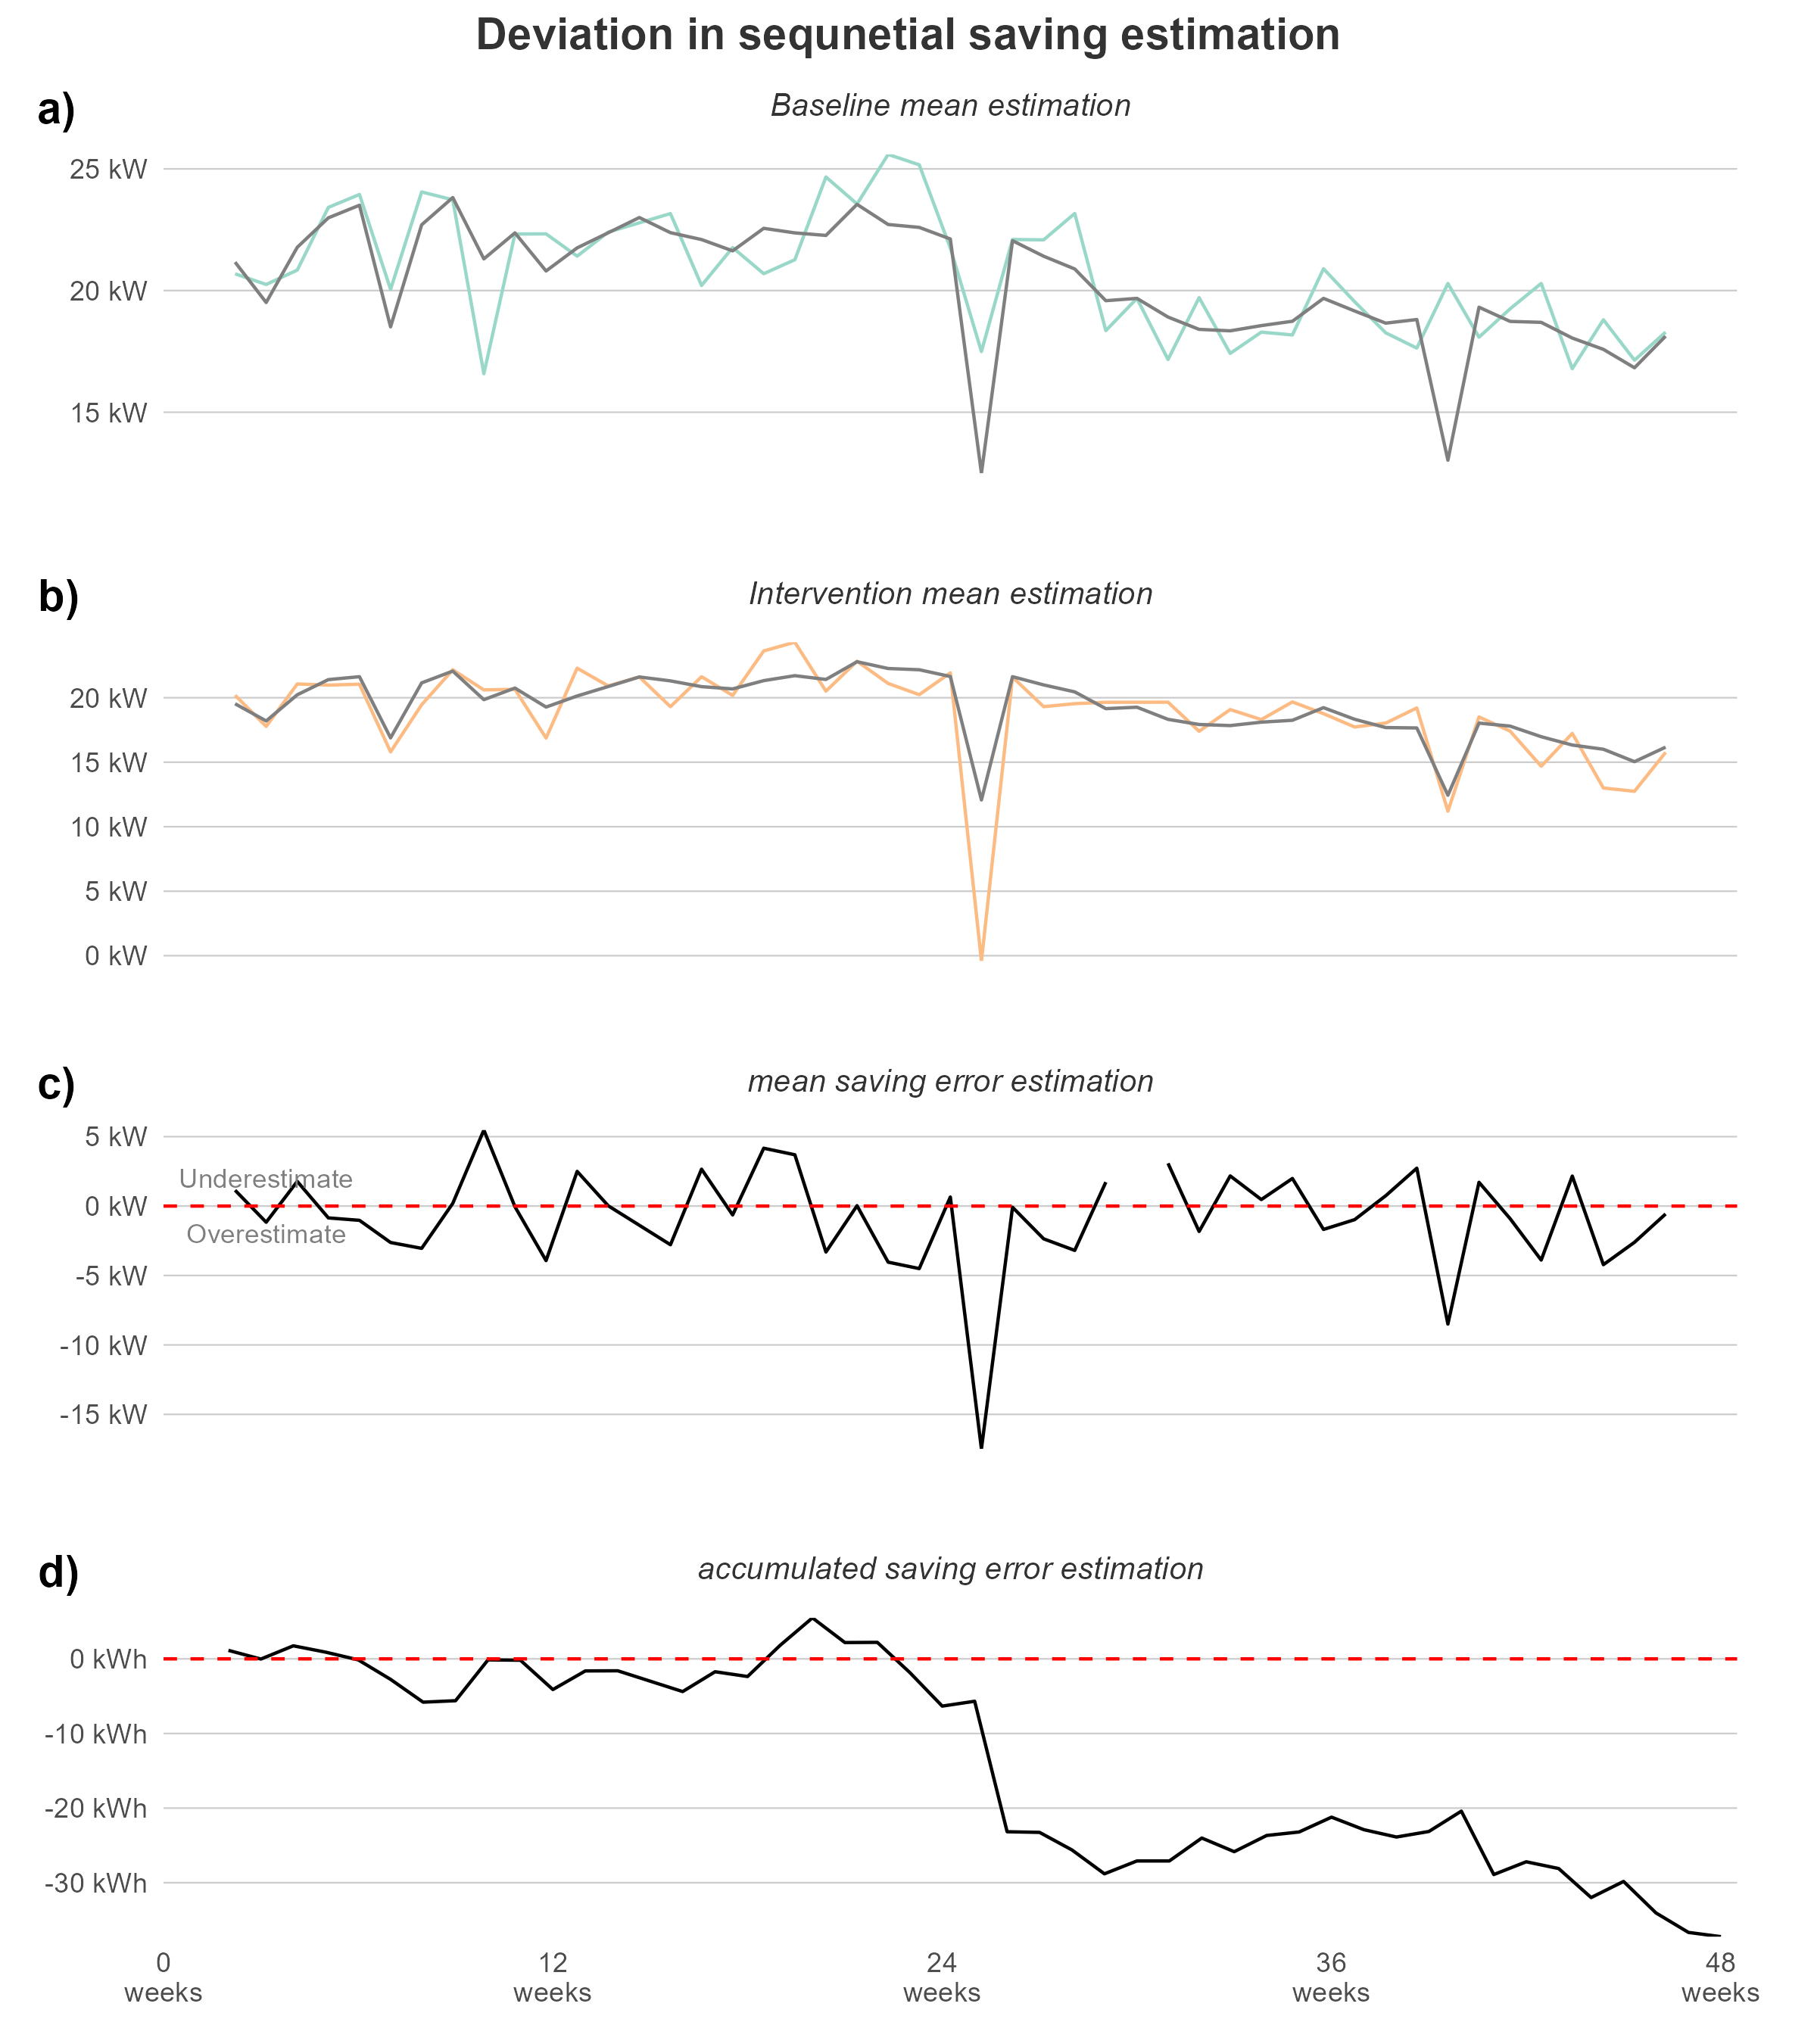 Deviation in sequnetial saving estimation
a)
Baseline mean estimation
25 kW
20 kW
15 kW
b)
Intervention mean estimation
20 kW
15 kW
10 kW
5 kW
0 kW
c)
mean saving error estimation
5 kW
Underestimate
0 kW
Overestimate
-5 kW
-10 kW
-15 kW
d)
accumulated saving error estimation
0 kWh
-10 kWh
-20 kWh
-30 kWh
0 12 24 36 48
weeks weeks weeks weeks weeks